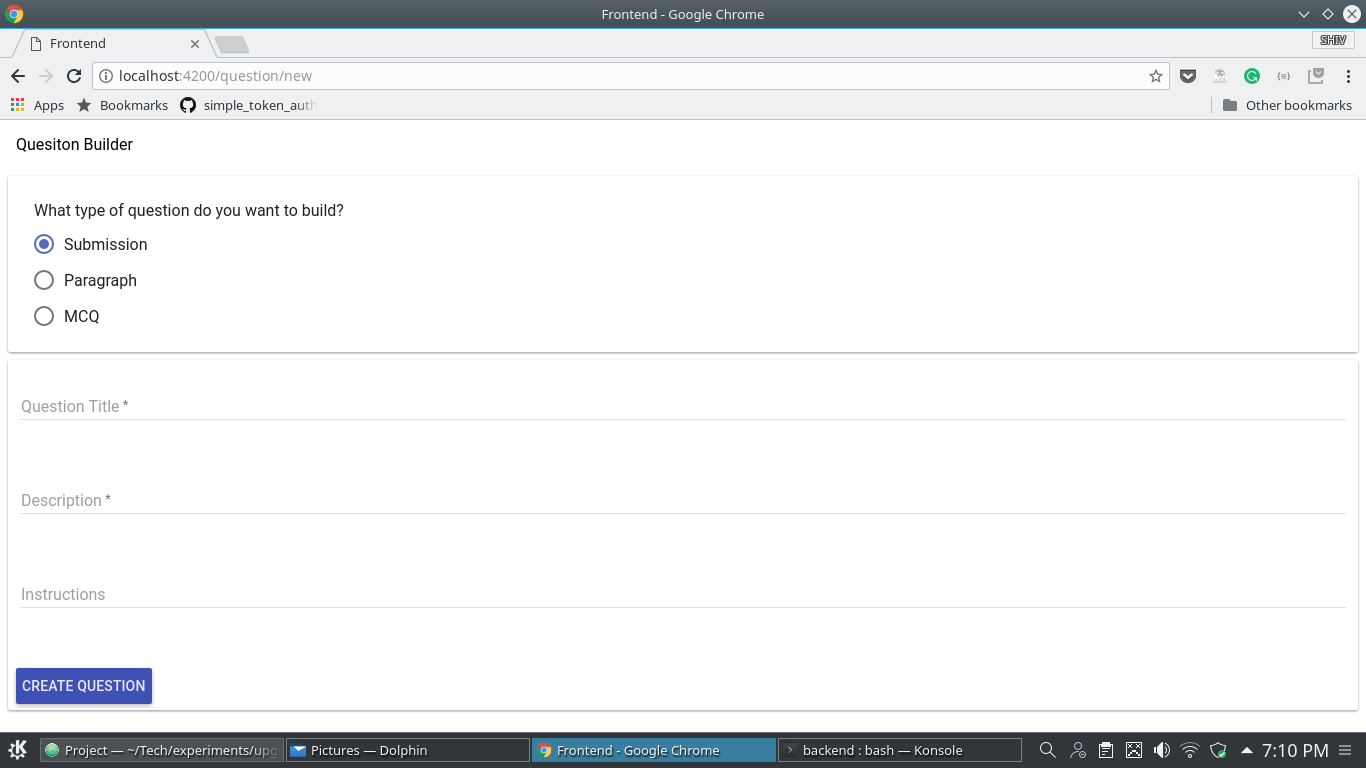 Frontend - Google Chrome
Frontend
SHIV
localhost:4200/question/new
Apps Bookmarks simple_token_auth Other bookmarks
Quesiton Builder
What type of question do you want to build?
Submission
Paragraph
MCQ
Question Title *
Description *
Instructions
CREATE QUESTION
Project — ~/Tech/experiments/upg Pictures — Dolphin Frontend - Google Chrome backend : bash — Konsole 7:10 PM